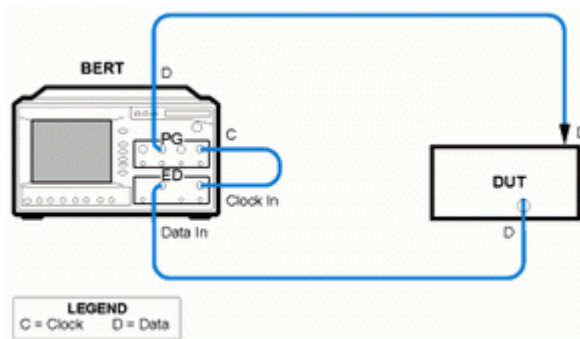 BERT
D
PG
C
D
ED
DUT
Clock In
Data In
D
LEGEND
C = Clock D = Data